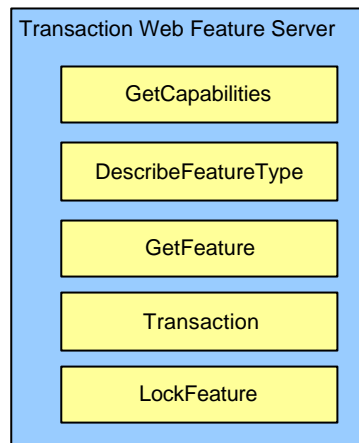 Transaction Web Feature Server
GetCapabilities
DescribeFeatureType
GetFeature
Transaction
LockFeature